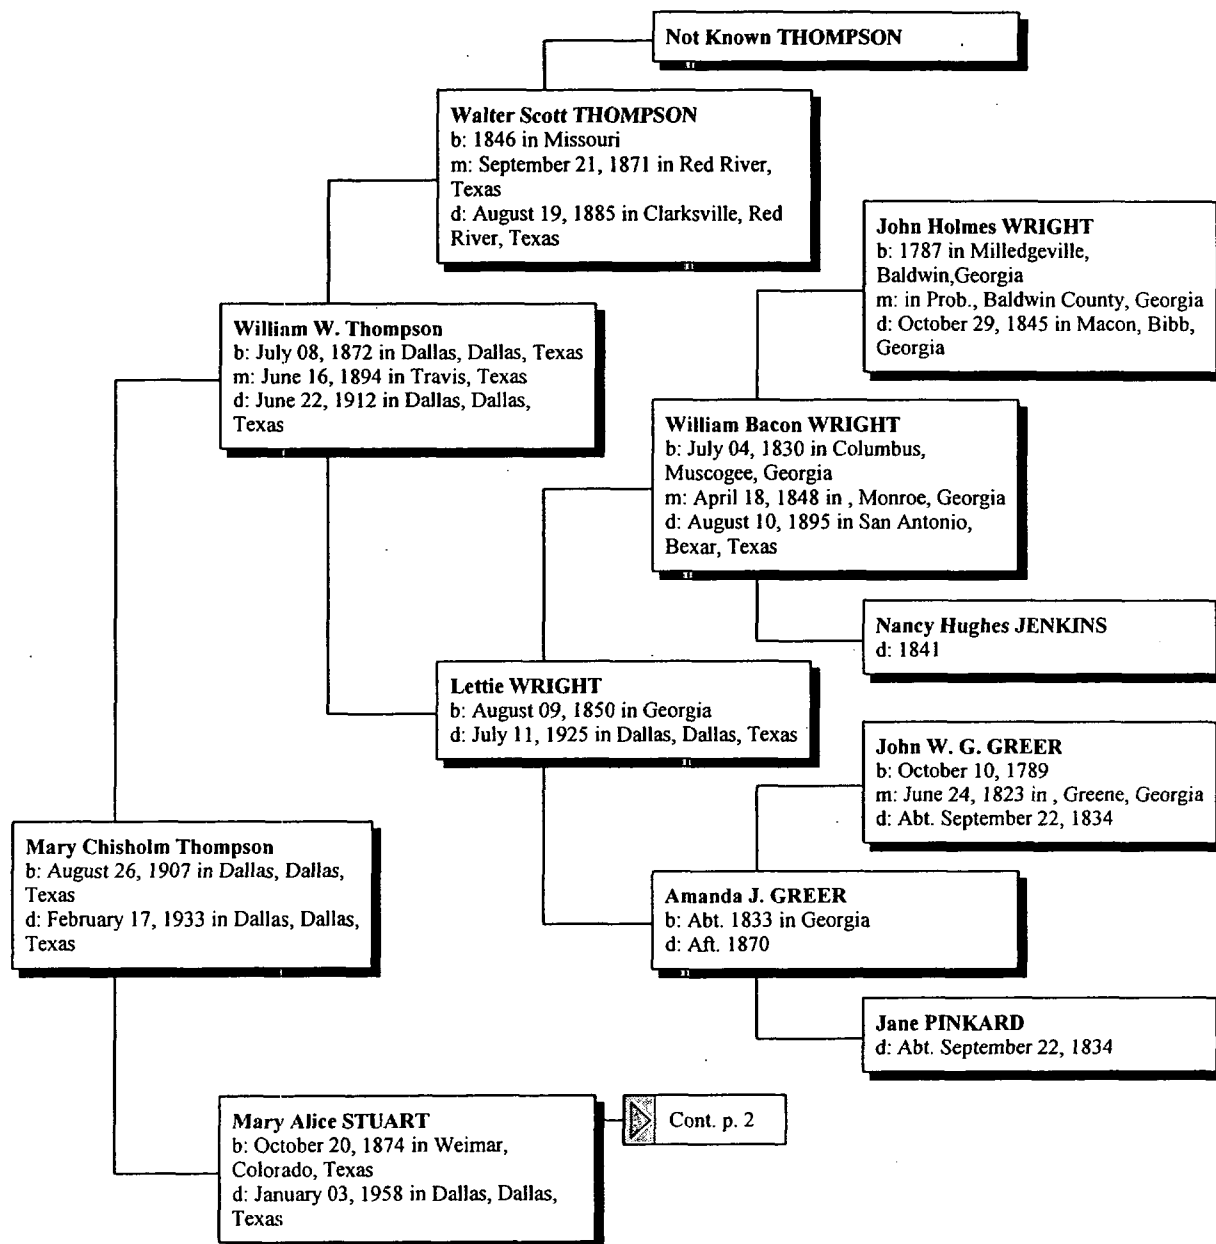 Not Known THOMPSON
Walter Scott THOMPSON
b: 1846 in Missouri
m: September 21, 1871 in Red River,
Texas
d: August 19, 1885 in Clarksville, Red
River, Texas
John Holmes WRIGHT
b: 1787 in Milledgeville,
Baldwin,Georgia
m: in Prob., Baldwin County, Georgia
d: October 29, 1845 in Macon, Bibb,
Georgia
William W. Thompson
b: July 08, 1872 in Dallas, Dallas, Texas
m: June 16, 1894 in Travis, Texas
d: June 22, 1912 in Dallas, Dallas,
Texas
William Bacon WRIGHT
b: July 04, 1830 in Columbus,
Muscogee, Georgia
m: April 18, 1848 in , Monroe, Georgia
d: August 10, 1895 in San Antonio,
Bexar, Texas
Nancy Hughes JENKINS
d: 1841
Lettie WRIGHT
b: August 09, 1850 in Georgia
d: July 11, 1925 in Dallas, Dallas, Texas
John W. G. GREER
b: October 10, 1789
m: June 24, 1823 in , Greene, Georgia
d: Abt. September 22, 1834
Mary Chisholm Thompson
b: August 26, 1907 in Dallas, Dallas,
Texas
d: February 17, 1933 in Dallas, Dallas,
Texas
Amanda J. GREER
b: Abt. 1833 in Georgia
d: Aft. 1870
Jane PINKARD
d: Abt. September 22, 1834
Mary Alice STUART
b: October 20, 1874 in Weimar,
Colorado, Texas
d: January 03, 1958 in Dallas, Dallas,
Texas
Cont. p. 2